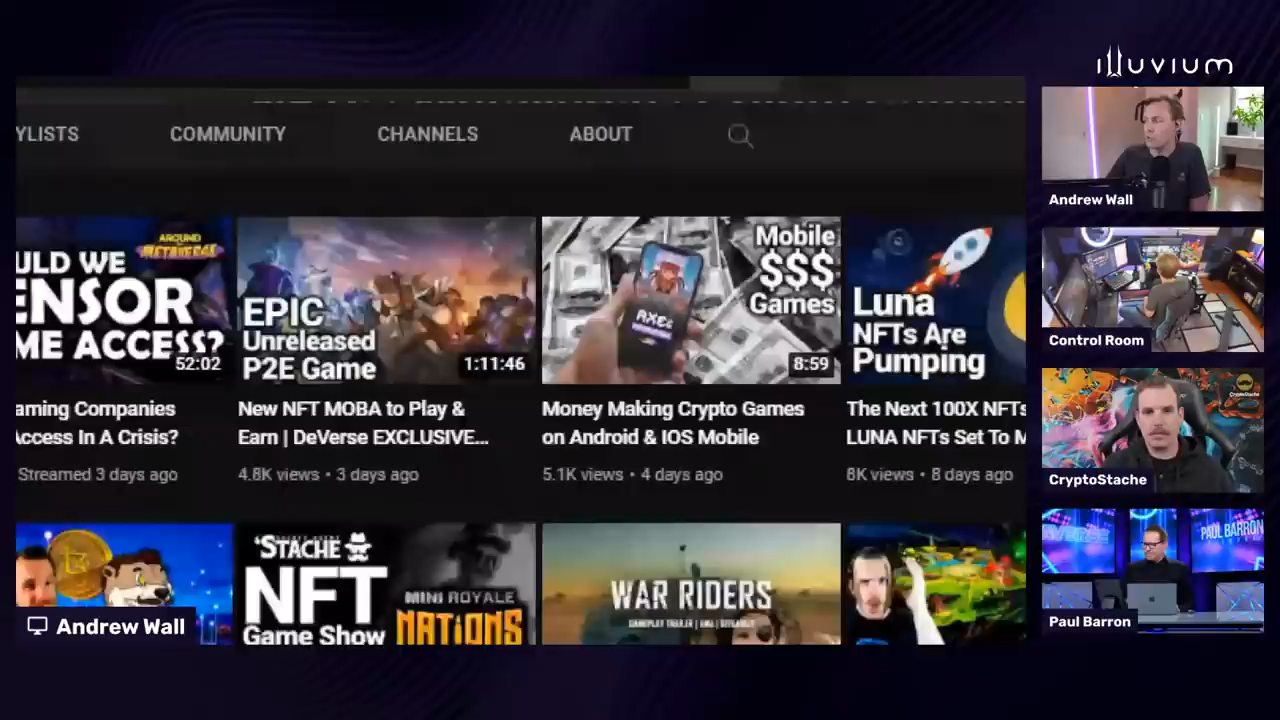 illuvium
YLISTS
COMMUNITY
CHANNELS
ABOUT
AROUND
METAVERSE
ULD WE
ENSOR
ME ACCESS?
52:02
aming Companies
Access In A Crisis?
Streamed 3 days ago
EPIC
Unreleased
P2E Game
1:11:46
New NFT MOBA to Play &
Earn | DeVerse EXCLUSIVE...
4.8K views • 3 days ago
Mobile
$$$
Games
8:59
Money Making Crypto Games
on Android & IOS Mobile
5.1K views • 4 days ago
Luna
NFTs Are
Pumping
The Next 100X NFTs
LUNA NFTs Set To M
8K views • 8 days ago
'STACHE
NFT
Game Show
MINI ROYALE
NATIONS
WAR RIDERS
Andrew Wall
Andrew Wall
Control Room
CryptoStache
PAUL BARRON
Paul Barron